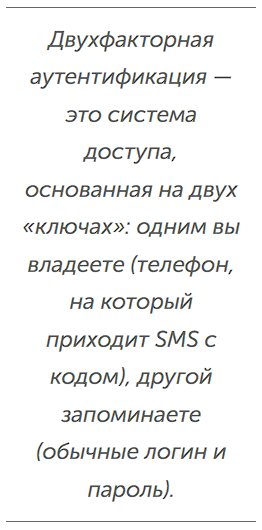 Двухфакторная
аутентификация —
это система
доступа,
основанная на двух
«ключах»: одним вы
владеете (телефон,
на который
приходит SMS с
кодом), другой
запоминаете
(обычные логин и
пароль).